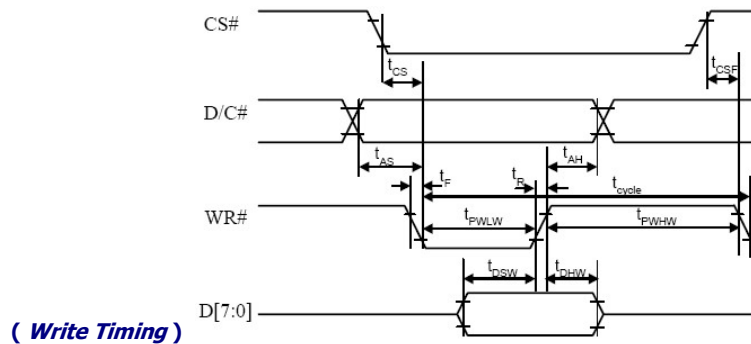 CS#
tCS
tCSF
D/C#
tAS
tAH
tF
tR
tcycle
WR#
tPWLW
tPWHW
tDSW
tDHW
D[7:0]
( Write Timing )